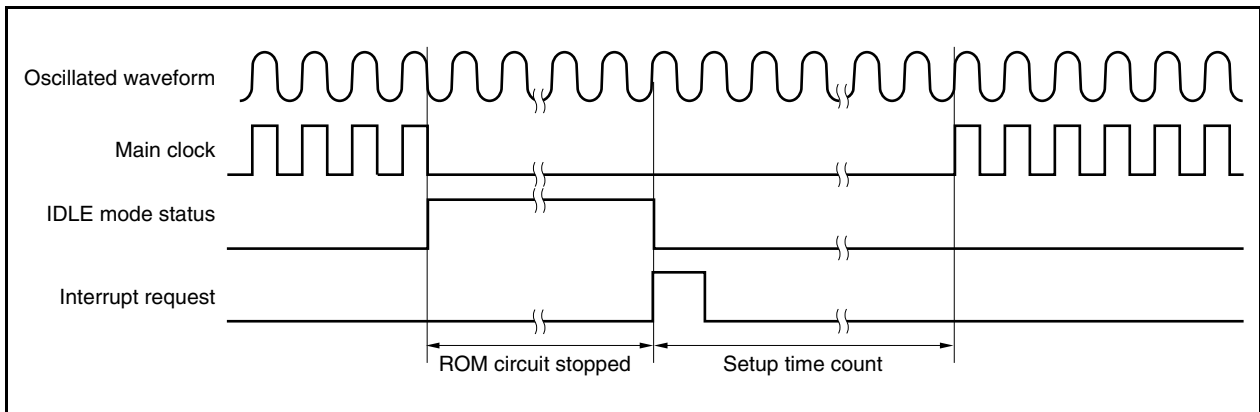 Oscillated waveform
Main clock
IDLE mode status
Interrupt request
ROM circuit stopped
Setup time count